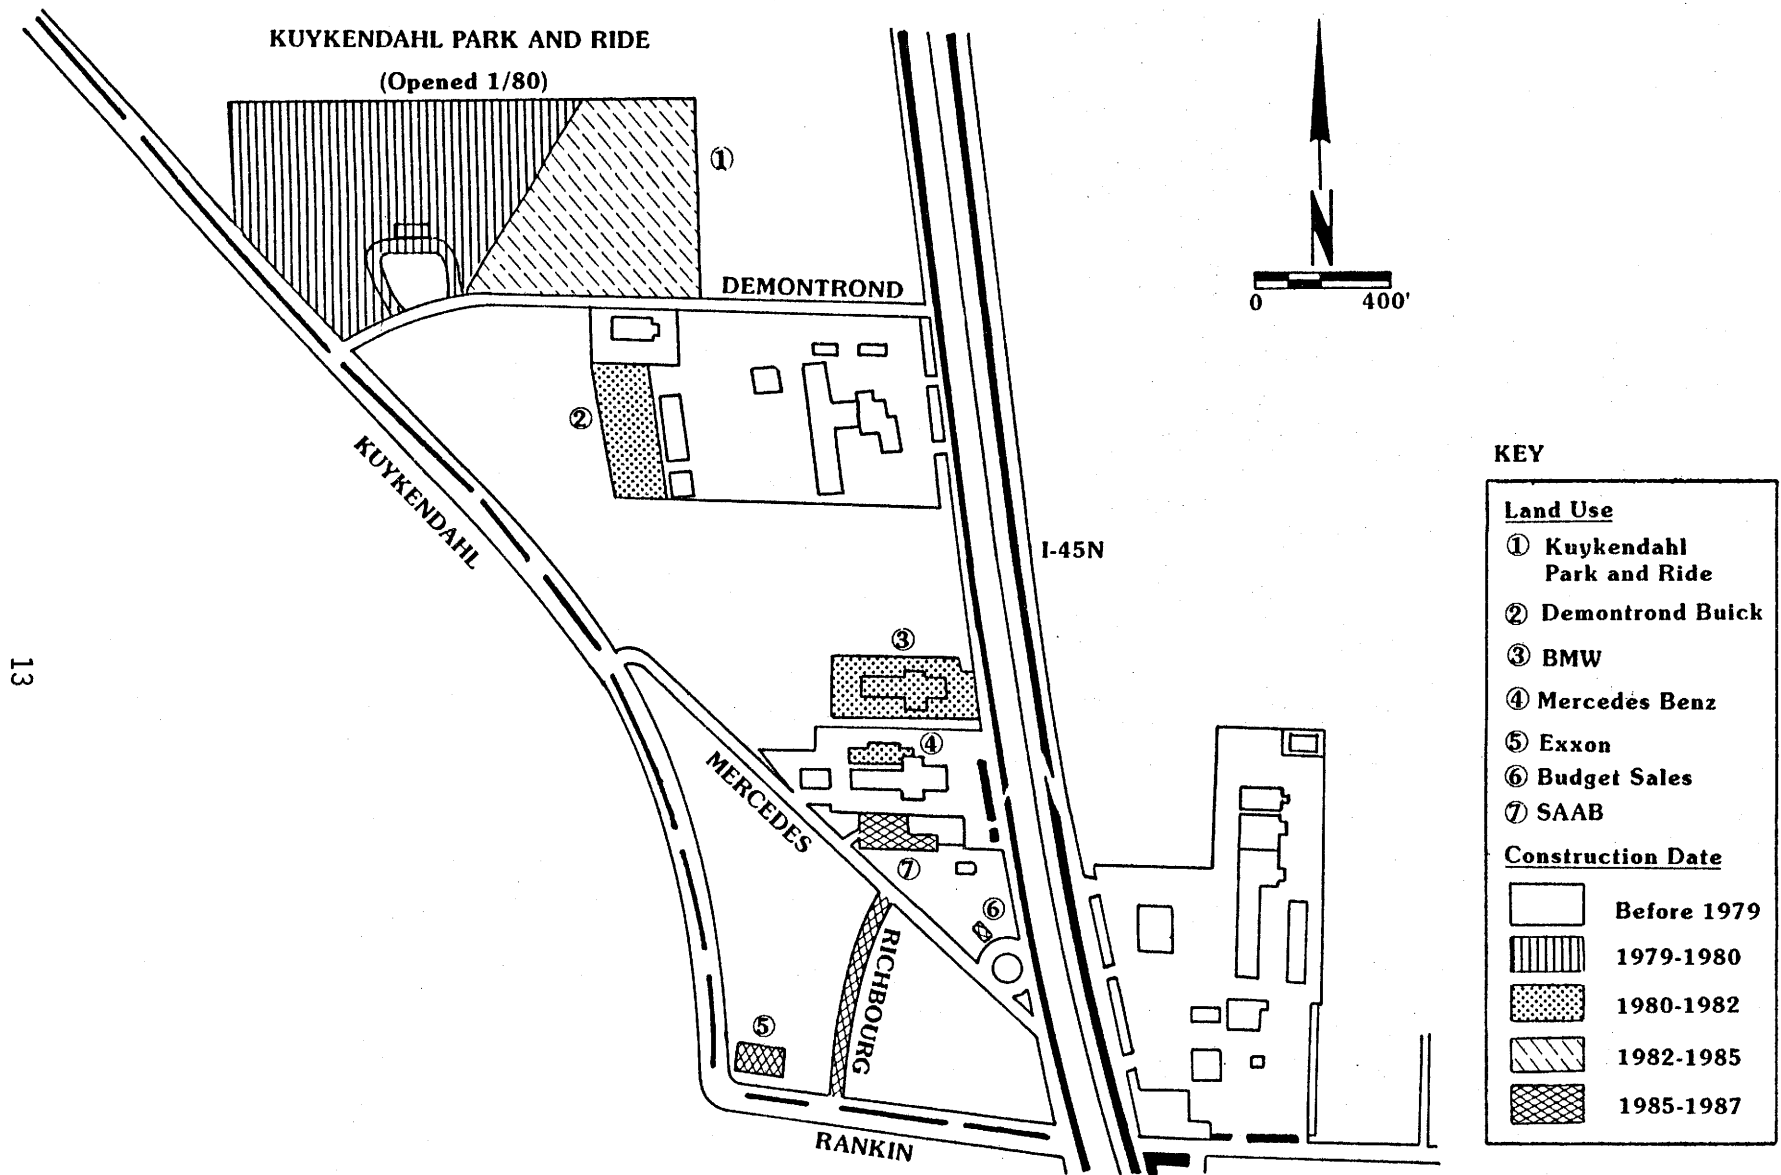 KUYKENDAHL PARK AND RIDE
(Opened 1/80)
①
DEMONTROND
N
0 400'
②
KUYKENDAHL
I-45N
③
④
MERCEDES
⑦
⑥
RICHBOURG
⑤
RANKIN
13
KEY
Land Use
① Kuykendahl
Park and Ride
② Demontrond Buick
③ BMW
④ Mercedes Benz
⑤ Exxon
⑥ Budget Sales
⑦ SAAB
Construction Date
Before 1979
1979-1980
1980-1982
1982-1985
1985-1987